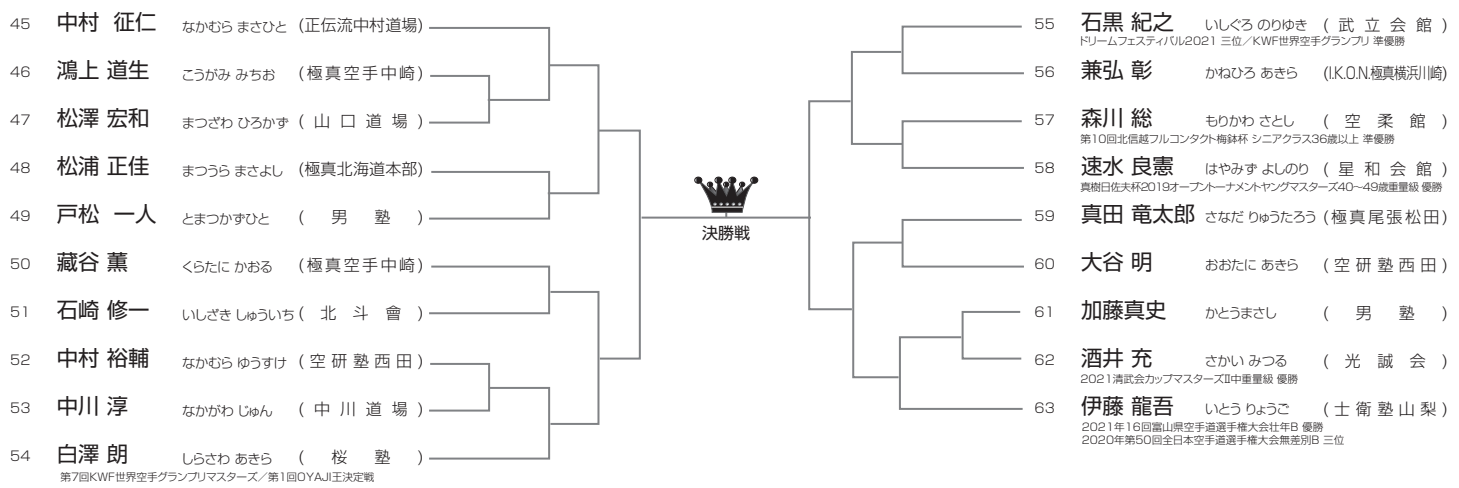 45 中村 征仁 なかむら まさひと (正伝流中村道場)
46 鴻上 道生 こうがみ みちお (極真空手中崎)
47 松澤 宏和 まつざわ ひろかず (山口道場)
48 松浦 正佳 まつうら まさよし (極真北海道本部)
49 戸松 一人 とまつかずひと (男塾)
50 藏谷 薫 くらたに かおる (極真空手中崎)
51 石崎 修一 いしざき しゅういち (北斗會)
52 中村 裕輔 なかむら ゆうすけ (空研塾西田)
53 中川 淳 なかがわ じゅん (中川道場)
54 白澤 朗 しらさわ あきら (桜塾)
第7回KWF世界空手グランプリマスターズ／第1回OYAJI王決定戦
決勝戦
55 石黒 紀之 いしぐろ のりゆき (武立会館)
ドリームフェスティバル2021 三位／KWF世界空手グランプリ 準優勝
56 兼弘 彰 かねひろ あきら (I.K.O.N.極真横浜川崎)
57 森川 総 もりかわ さとし (空柔館)
第10回北信越フルコンタクト梅鉢杯 シニアクラス36歳以上 準優勝
58 速水 良憲 はやみず よしのり (星和会館)
真樹日佐夫杯2019オープントーナメントヤングマスターズ40〜49歳重量級 優勝
59 真田 竜太郎 さなだ りゅうたろう (極真尾張松田)
60 大谷 明 おおたに あきら (空研塾西田)
61 加藤真史 かとうまさし (男塾)
62 酒井 充 さかい みつる (光誠会)
2021清武会カップマスターズⅡ中重量級 優勝
63 伊藤 龍吾 いとう りょうご (士衛塾山梨)
2021年16回富山県空手道選手権大会壮年B 優勝
2020年第50回全日本空手道選手権大会無差別B 三位